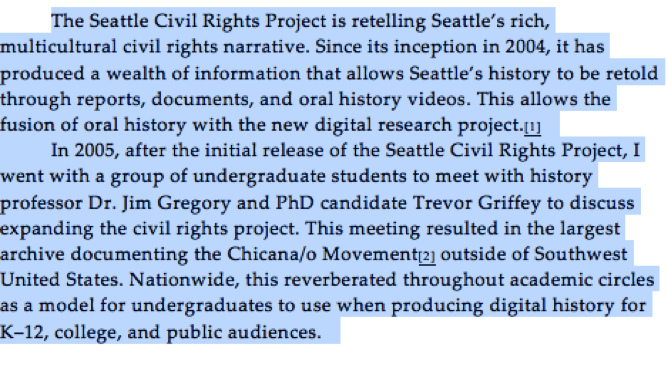 The Seattle Civil Rights Project is retelling Seattle's rich,
multicultural civil rights narrative. Since its inception in 2004, it has
produced a wealth of information that allows Seattle's history to be retold
through reports, documents, and oral history videos. This allows the
fusion of oral history with the new digital research project.[1]
In 2005, after the initial release of the Seattle Civil Rights Project, I
went with a group of undergraduate students to meet with history
professor Dr. Jim Gregory and PhD candidate Trevor Griffey to discuss
expanding the civil rights project. This meeting resulted in the largest
archive documenting the Chicana/o Movement[2] outside of Southwest
United States. Nationwide, this reverberated throughout academic circles
as a model for undergraduates to use when producing digital history for
K–12, college, and public audiences.